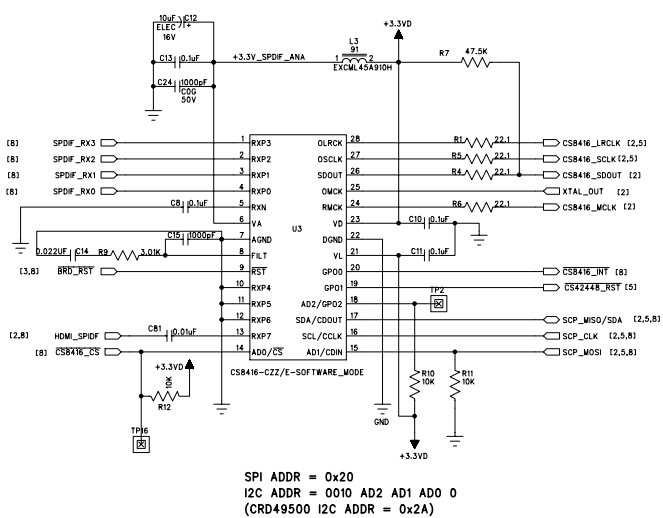 10uF C12
ELEC +
16V
C13 0.1uF
C24 1000pF
C0G
50V
+3.3V_SPDIF_ANA
L3
91
1 2
EXCML45A910H
+3.3VD
R7 47.5K
[8] SPDIF_RX3 1 RXP3 OLRCK 28 R1 22.1 CS8416_LRCLK [2,5]
[8] SPDIF_RX2 2 RXP2 OSCLK 27 R5 22.1 CS8416_SCLK [2,5]
[8] SPDIF_RX1 3 RXP1 SDOUT 26 R4 22.1 CS8416_SDOUT [2]
[8] SPDIF_RX0 4 RXP0 OMCK 25 XTAL_OUT [2]
C8 0.1uF 5 RXN RMCK 24 R6 22.1 CS8416_MCLK [2]
U3
6 VA VD 23 C10 0.1uF
C15 1000pF 7 AGND DGND 22
0.022UF C14 R9 3.01K 8 FILT VL 21 C11 0.1uF
[3,8] BRD_RST 9 RST GPO0 20 CS8416_INT [8]
10 RXP4 GPO1 19 CS42448_RST [5]
11 RXP5 AD2/GPO2 18 TP2
12 RXP6 SDA/CDOUT 17 SCP_MISO/SDA [2,5,8]
[2,8] HDMI_SPIDF C81 0.01uF 13 RXP7 SCL/CCLK 16 SCP_CLK [2,5,8]
[8] CS8416_CS 14 AD0/CS AD1/CDIN 15 SCP_MOSI [2,5,8]
CS8416-CZZ/E-SOFTWARE_MODE
+3.3VD
10K
R12
R10
10K
R11
10K
TP16
GND
+3.3VD
SPI ADDR = 0x20
I2C ADDR = 0010 AD2 AD1 AD0 0
(CRD49500 I2C ADDR = 0x2A)